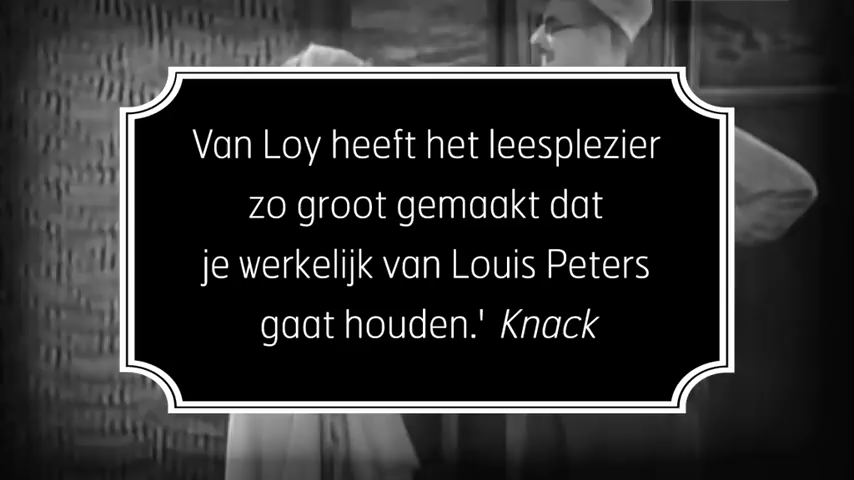 Van Loy heeft het leesplezier
zo groot gemaakt dat
je werkelijk van Louis Peters
gaat houden.' Knack